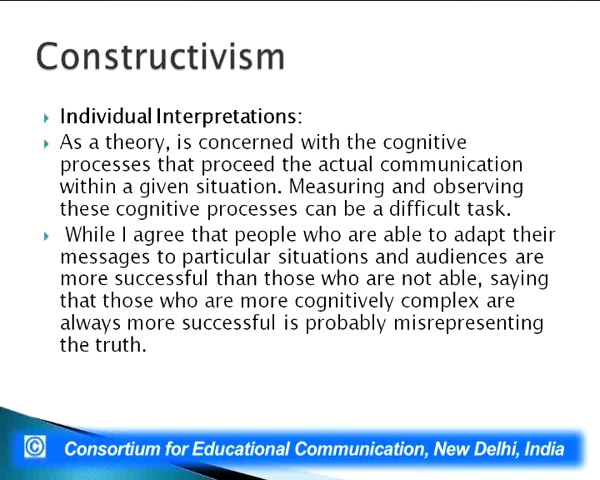 Constructivism
Individual Interpretations:
As a theory, is concerned with the cognitive
processes that proceed the actual communication
within a given situation. Measuring and observing
these cognitive processes can be a difficult task.
While I agree that people who are able to adapt their
messages to particular situations and audiences are
more successful than those who are not able, saying
that those who are more cognitively complex are
always more successful is probably misrepresenting
the truth.
© Consortium for Educational Communication, New Delhi, India